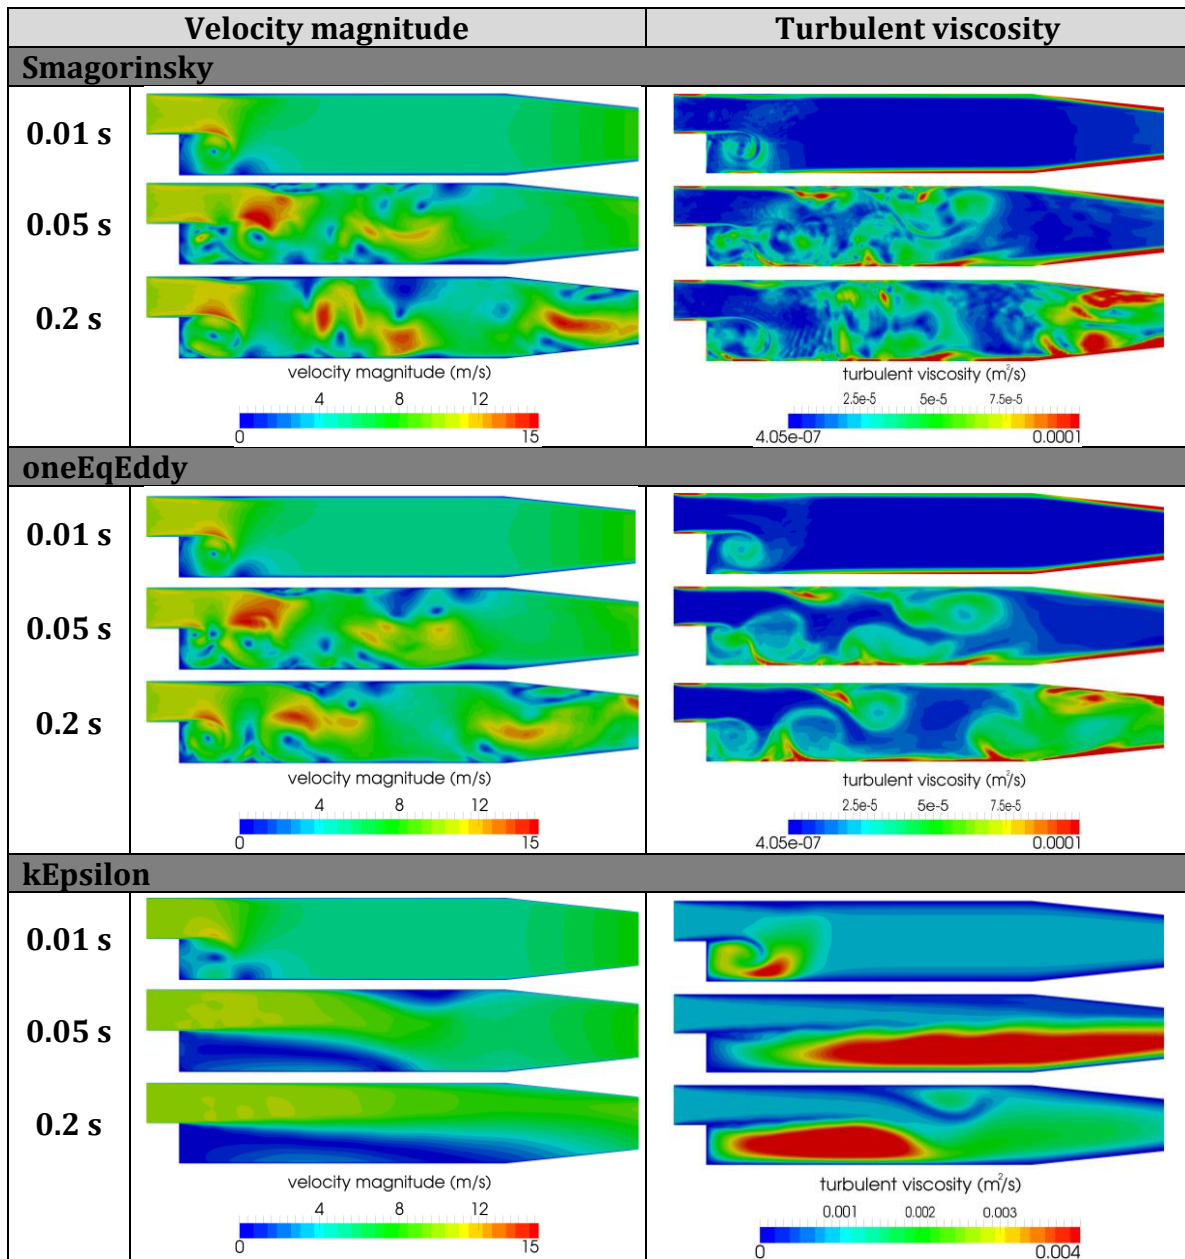 Velocity magnitude Turbulent viscosity
Smagorinsky
0.01 s
0.05 s
0.2 s
velocity magnitude (m/s) turbulent viscosity (m²/s)
4 8 12 2.5e-5 5e-5 7.5e-5
0 15 4.05e-07 0.0001
oneEqEddy
0.01 s
0.05 s
0.2 s
velocity magnitude (m/s) turbulent viscosity (m²/s)
4 8 12 2.5e-5 5e-5 7.5e-5
0 15 4.05e-07 0.0001
kEpsilon
0.01 s
0.05 s
0.2 s
velocity magnitude (m/s) turbulent viscosity (m²/s)
4 8 12 0.001 0.002 0.003
0 15 0 0.004